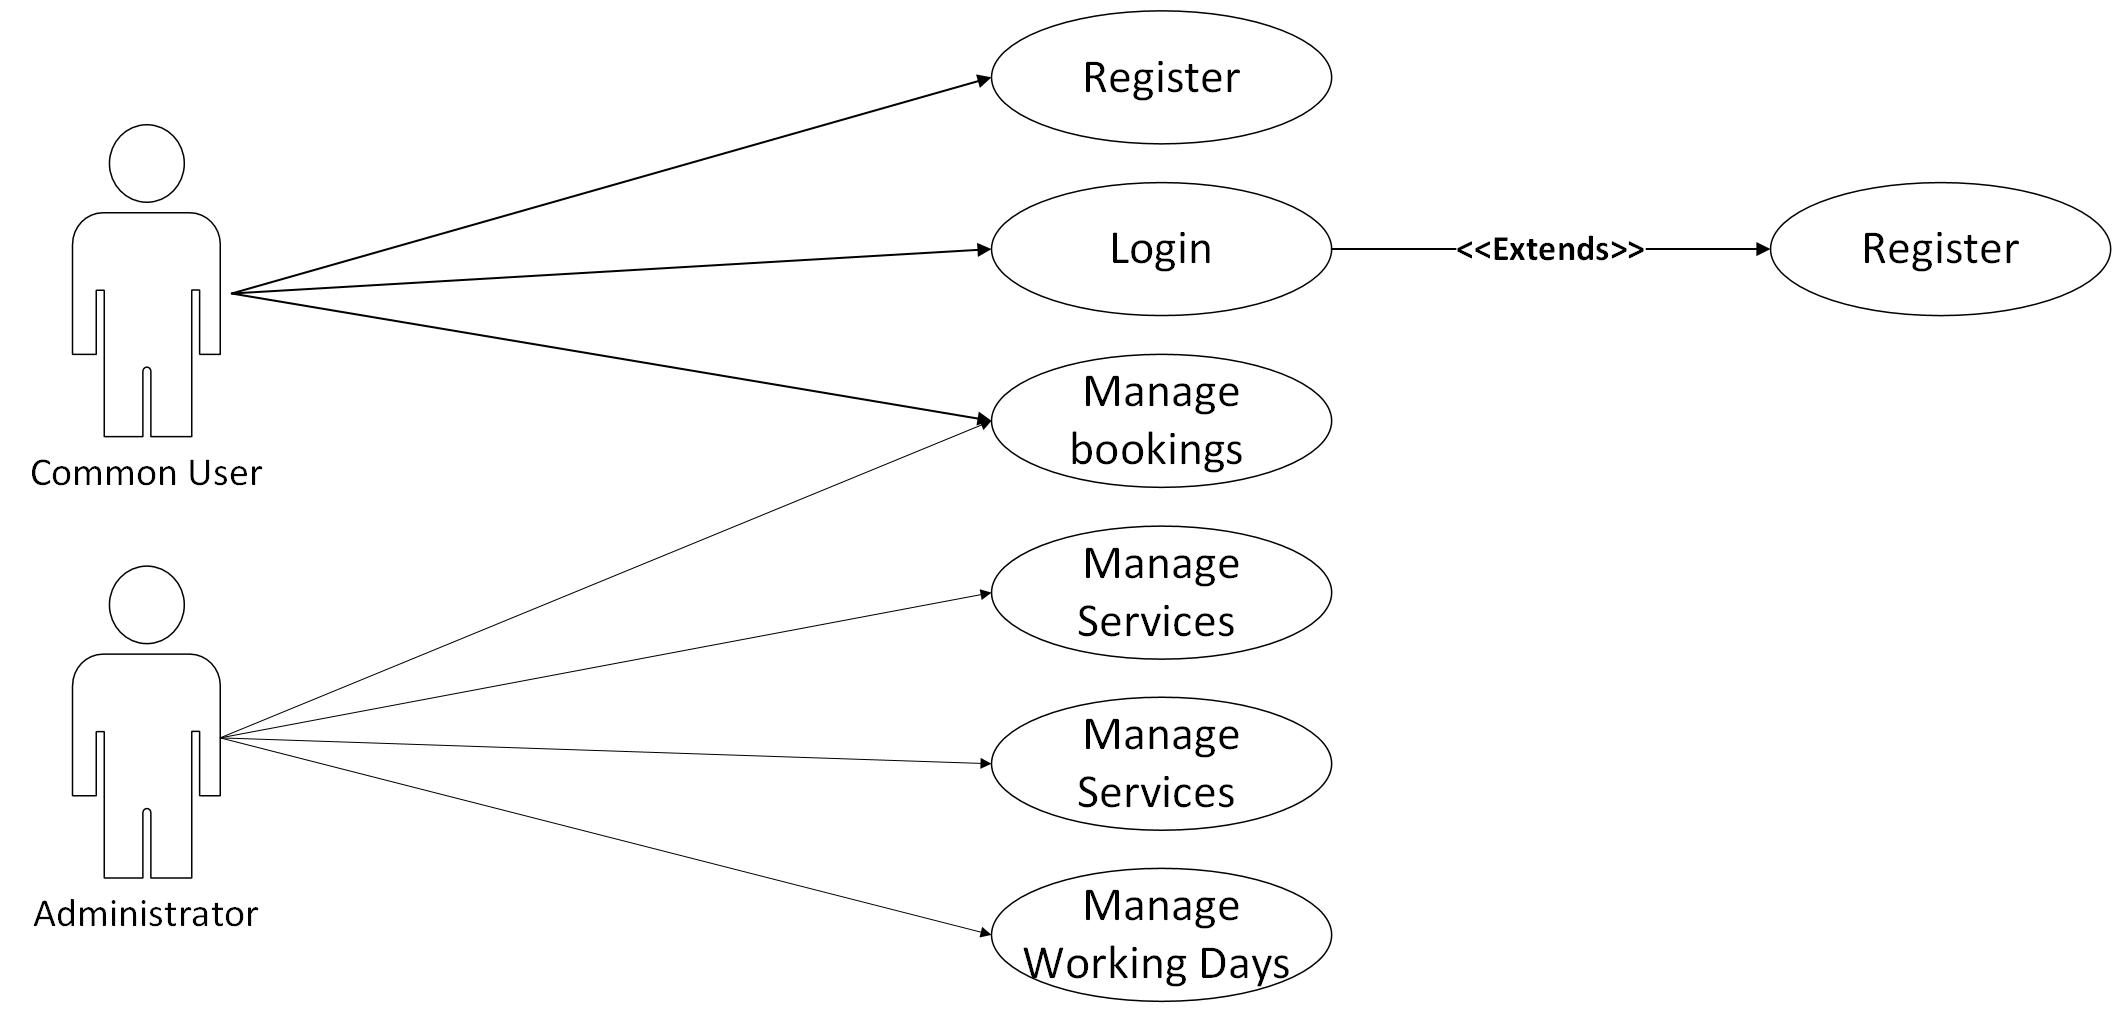 Register
Login
<<Extends>>
Register
Manage
bookings
Common User
Manage
Services
Manage
Services
Administrator
Manage
Working Days